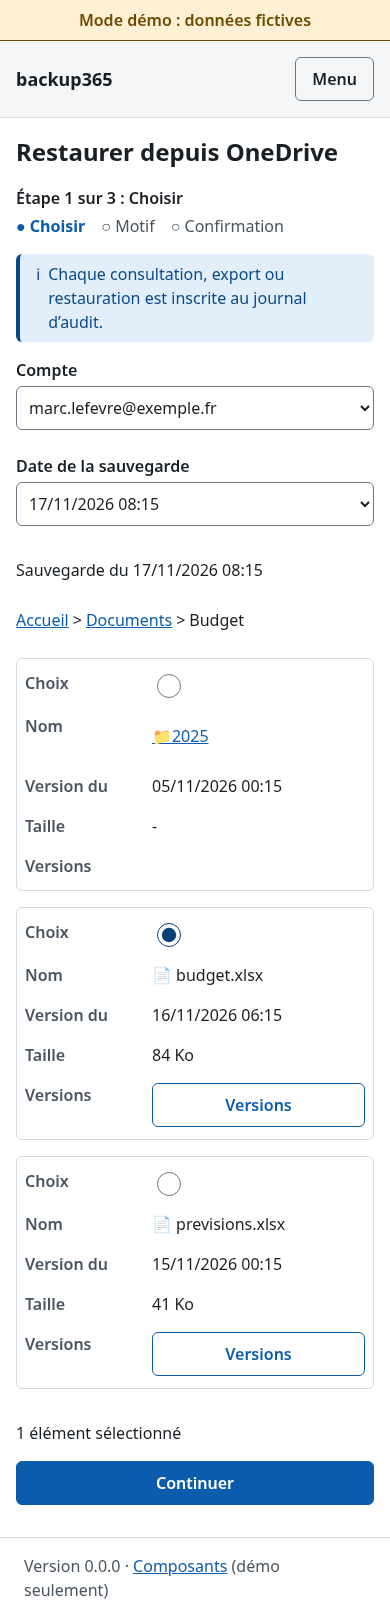 Mode démo : données fictives
backup365
Menu
Restaurer depuis OneDrive
Étape 1 sur 3 : Choisir
● Choisir ○ Motif ○ Confirmation
i Chaque consultation, export ou
restauration est inscrite au journal
d’audit.
Compte
marc.lefevre@exemple.fr
Date de la sauvegarde
17/11/2026 08:15
Sauvegarde du 17/11/2026 08:15
Accueil > Documents > Budget
Choix
Nom 📁2025
Version du 05/11/2026 00:15
Taille -
Versions
Choix
Nom 📄 budget.xlsx
Version du 16/11/2026 06:15
Taille 84 Ko
Versions Versions
Choix
Nom 📄 previsions.xlsx
Version du 15/11/2026 00:15
Taille 41 Ko
Versions Versions
1 élément sélectionné
Continuer
Version 0.0.0 · Composants (démo
seulement)